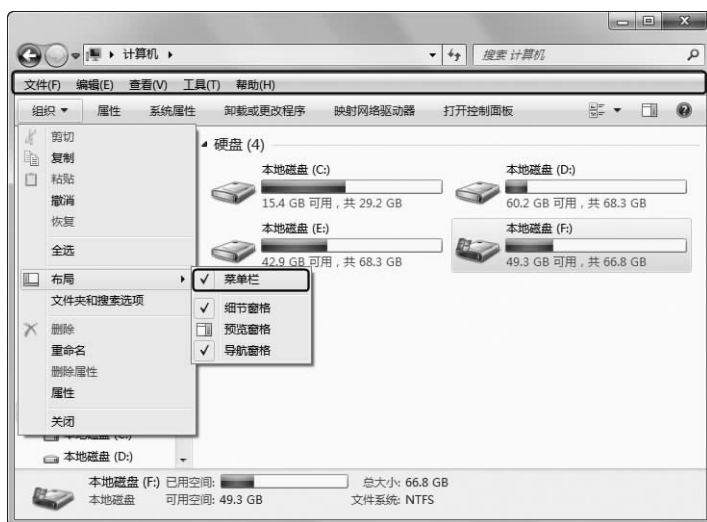 计算机
搜索 计算机
文件(F) 编辑(E) 查看(V) 工具(T) 帮助(H)
组织 属性 系统属性 卸载或更改程序 映射网络驱动器 打开控制面板
剪切
复制
粘贴
撤消
恢复
全选
布局
文件夹和搜索选项
删除
重命名
删除属性
属性
关闭
菜单栏
细节窗格
预览窗格
导航窗格
硬盘 (4)
本地磁盘 (C:)
15.4 GB 可用，共 29.2 GB
本地磁盘 (D:)
60.2 GB 可用，共 68.3 GB
本地磁盘 (E:)
42.9 GB 可用，共 68.3 GB
本地磁盘 (F:)
49.3 GB 可用，共 66.8 GB
本地磁盘 (C:)
本地磁盘 (D:)
本地磁盘 (F:) 已用空间: 总大小: 66.8 GB
本地磁盘 可用空间: 49.3 GB 文件系统: NTFS